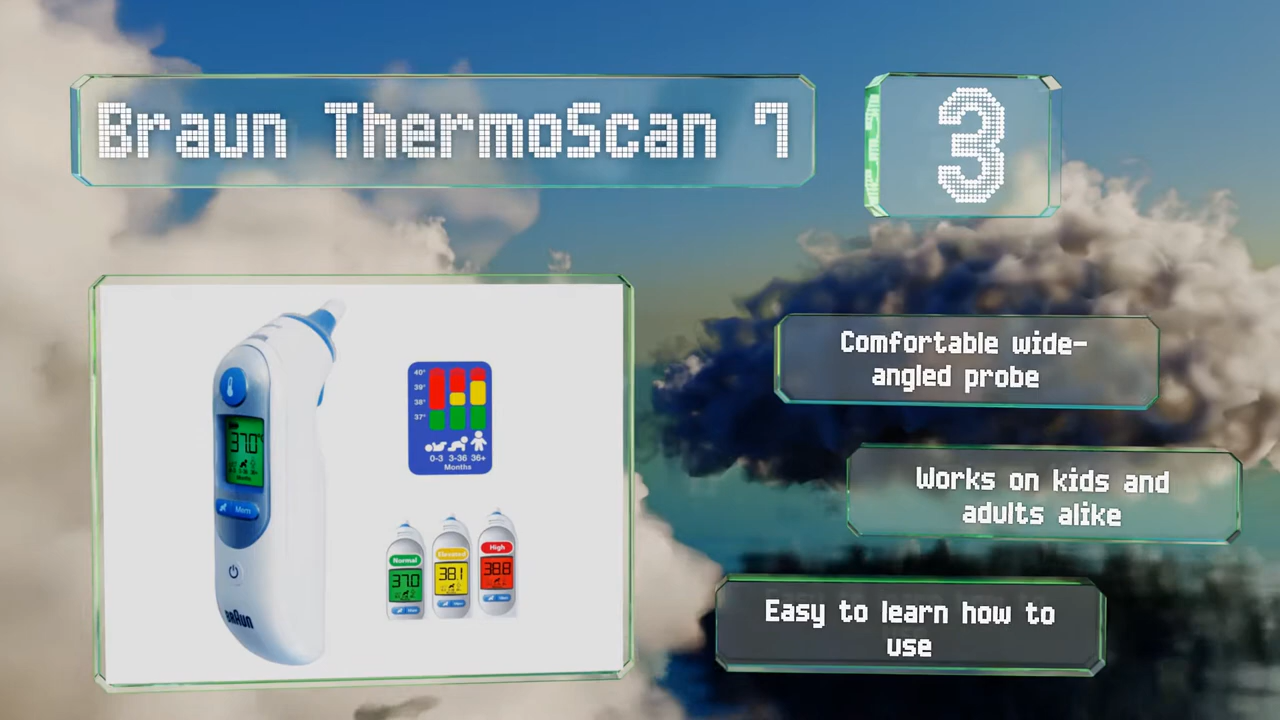 Braun ThermoScan 7
3
Comfortable wide-
angled probe
Works on kids and
adults alike
Easy to learn how to
use
37.0
Mem
BRAUN
40°
39°
38°
37°
0-3 3-36 36+
Months
Normal
37.0
Elevated
38.1
High
38.8